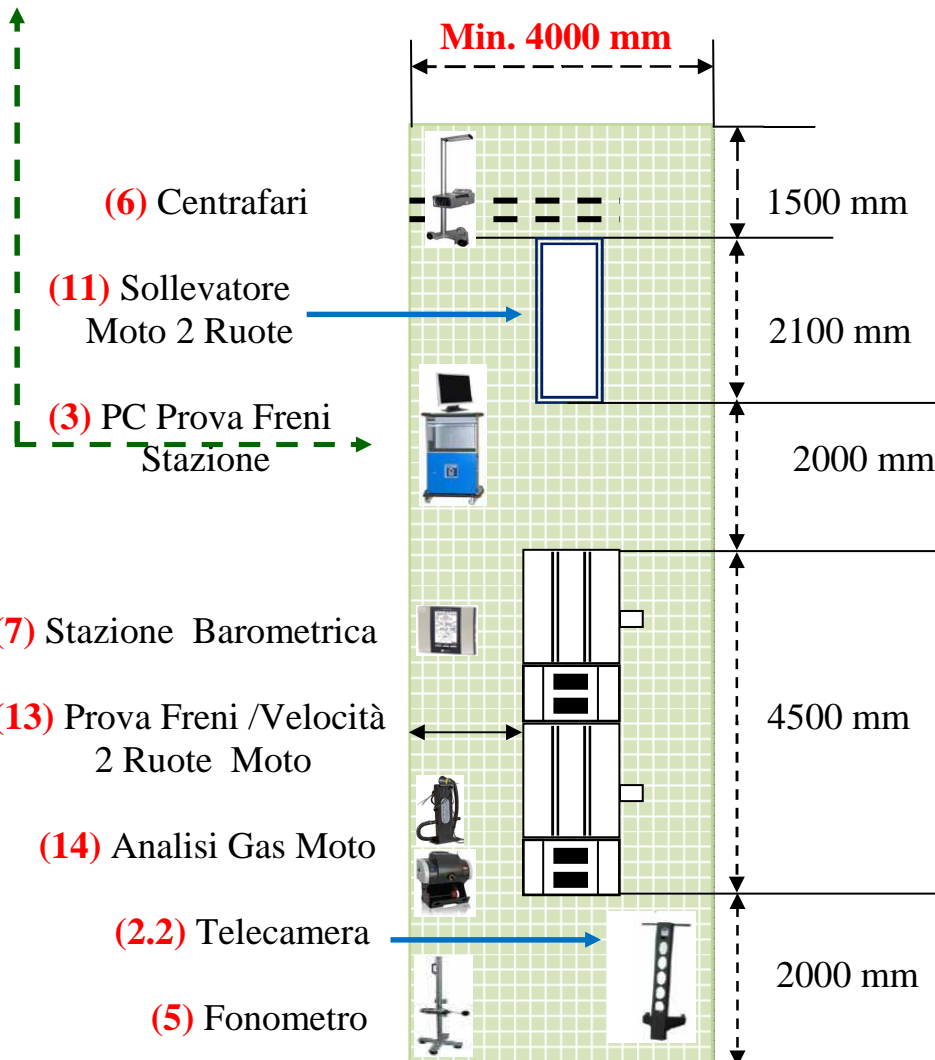 Min. 4000 mm
(6) Centrafari
1500 mm
(11) Sollevatore
Moto 2 Ruote
2100 mm
(3) PC Prova Freni
Stazione
2000 mm
(7) Stazione Barometrica
(13) Prova Freni /Velocità
2 Ruote Moto
4500 mm
(14) Analisi Gas Moto
(2.2) Telecamera
2000 mm
(5) Fonometro